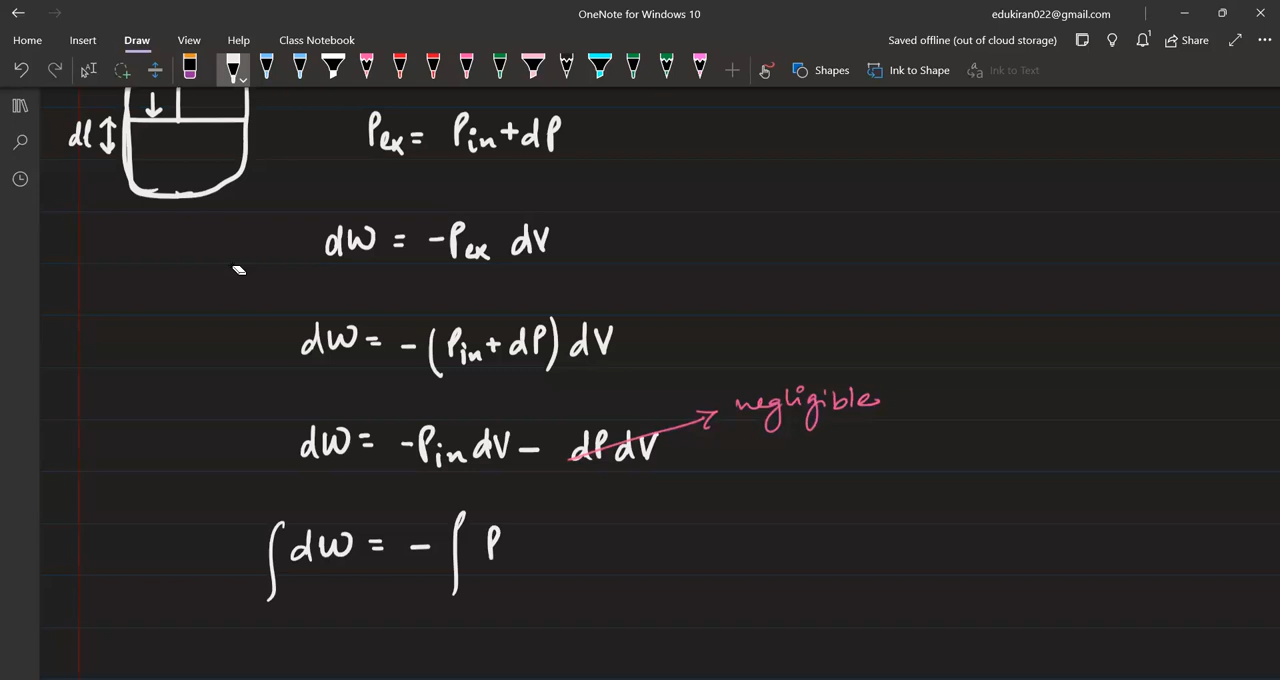 OneNote for Windows 10
edukiran022@gmail.com
Home Insert Draw View Help Class Notebook
Saved offline (out of cloud storage)
Share
Shapes
Ink to Shape
Ink to Text
dl
Pex = Pin + dP
dW = -Pex dV
dW = -(Pin + dP) dV
negligible
dW = -Pin dV - dP dV
∫ dW = - ∫ P